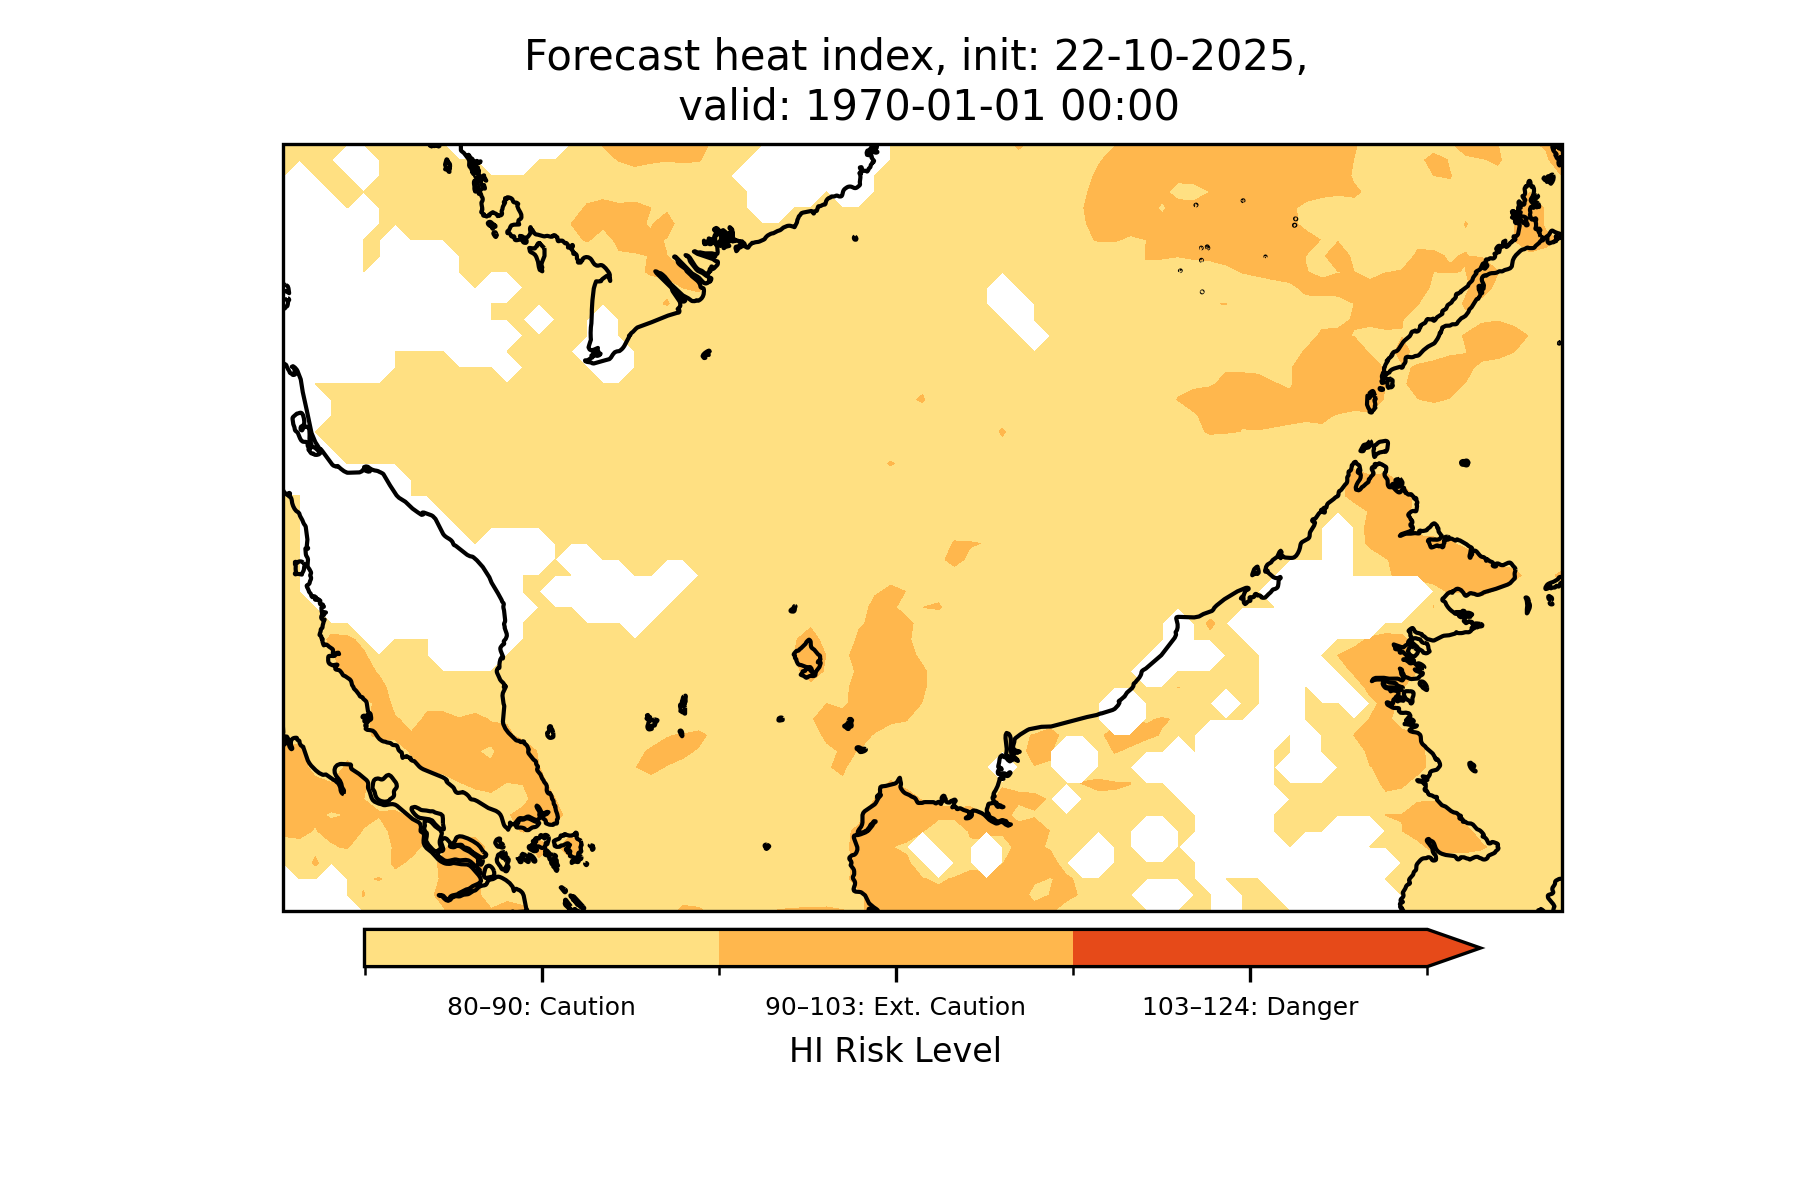 Forecast heat index, init: 22-10-2025,
valid: 1970-01-01 00:00
80–90: Caution
90–103: Ext. Caution
103–124: Danger
HI Risk Level